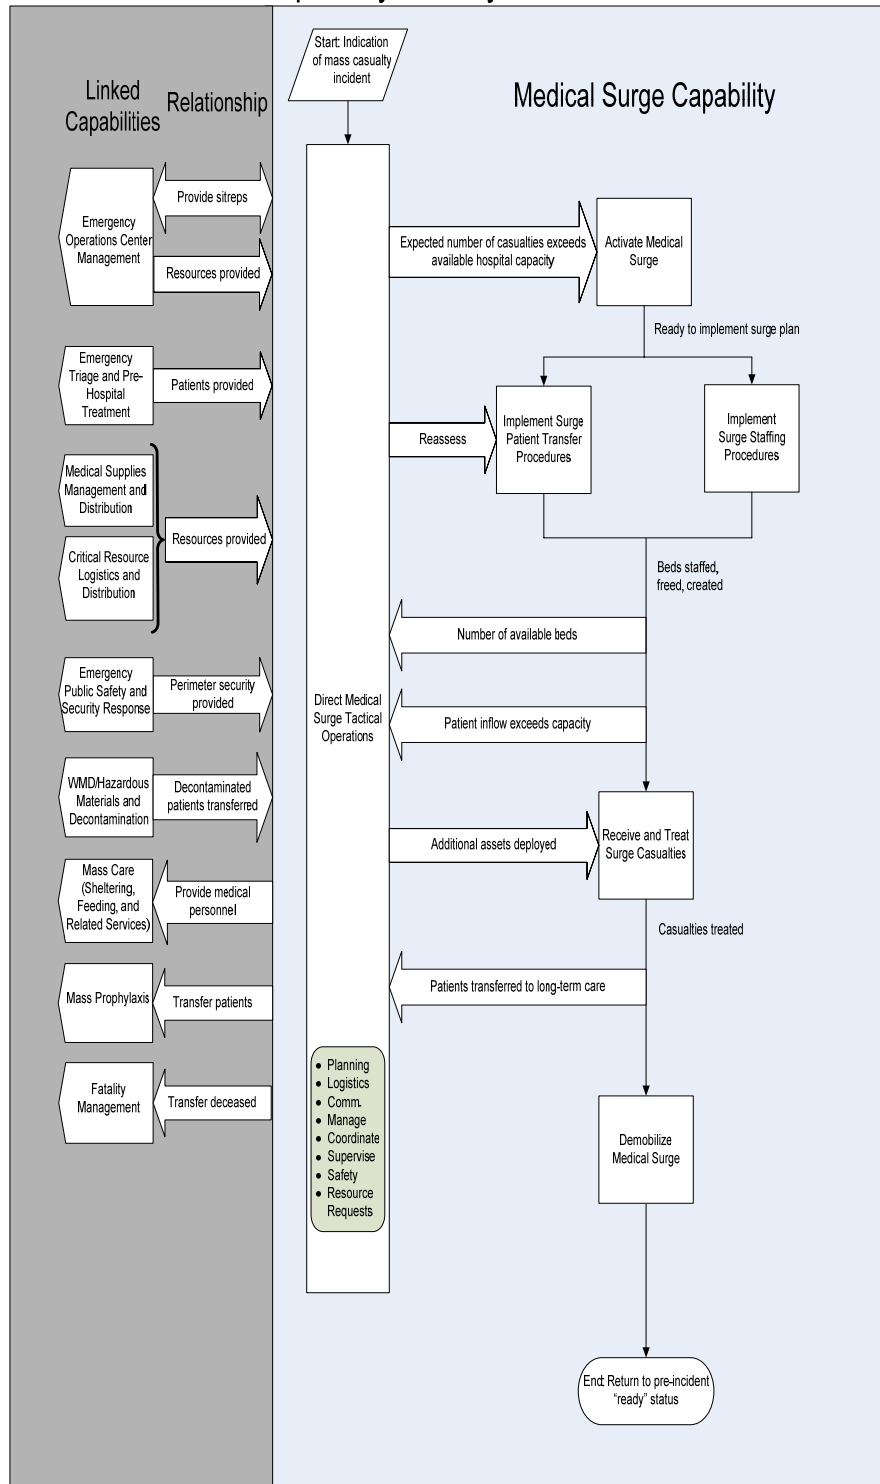 Start: Indication
of mass casualty
incident
Linked
Capabilities
Relationship
Medical Surge Capability
Emergency
Operations Center
Management
Provide sitreps
Resources provided
Expected number of casualties exceeds
available hospital capacity
Activate Medical
Surge
Ready to implement surge plan
Emergency
Triage and Pre-
Hospital
Treatment
Patients provided
Reassess
Implement Surge
Patient Transfer
Procedures
Implement
Surge Staffing
Procedures
Medical Supplies
Management and
Distribution
Critical Resource
Logistics and
Distribution
Resources provided
Beds staffed,
freed, created
Number of available beds
Emergency
Public Safety and
Security Response
Perimeter security
provided
Direct Medical
Surge Tactical
Operations
Patient inflow exceeds capacity
WMD/Hazardous
Materials and
Decontamination
Decontaminated
patients transferred
Additional assets deployed
Receive and Treat
Surge Casualties
Mass Care
(Sheltering,
Feeding, and
Related Services)
Provide medical
personnel
Casualties treated
Mass Prophylaxis
Transfer patients
Patients transferred to long-term care
Fatality
Management
Transfer deceased
• Planning
• Logistics
• Comm.
• Manage
• Coordinate
• Supervise
• Safety
• Resource
Requests
Demobilize
Medical Surge
End: Return to pre-incident
"ready" status